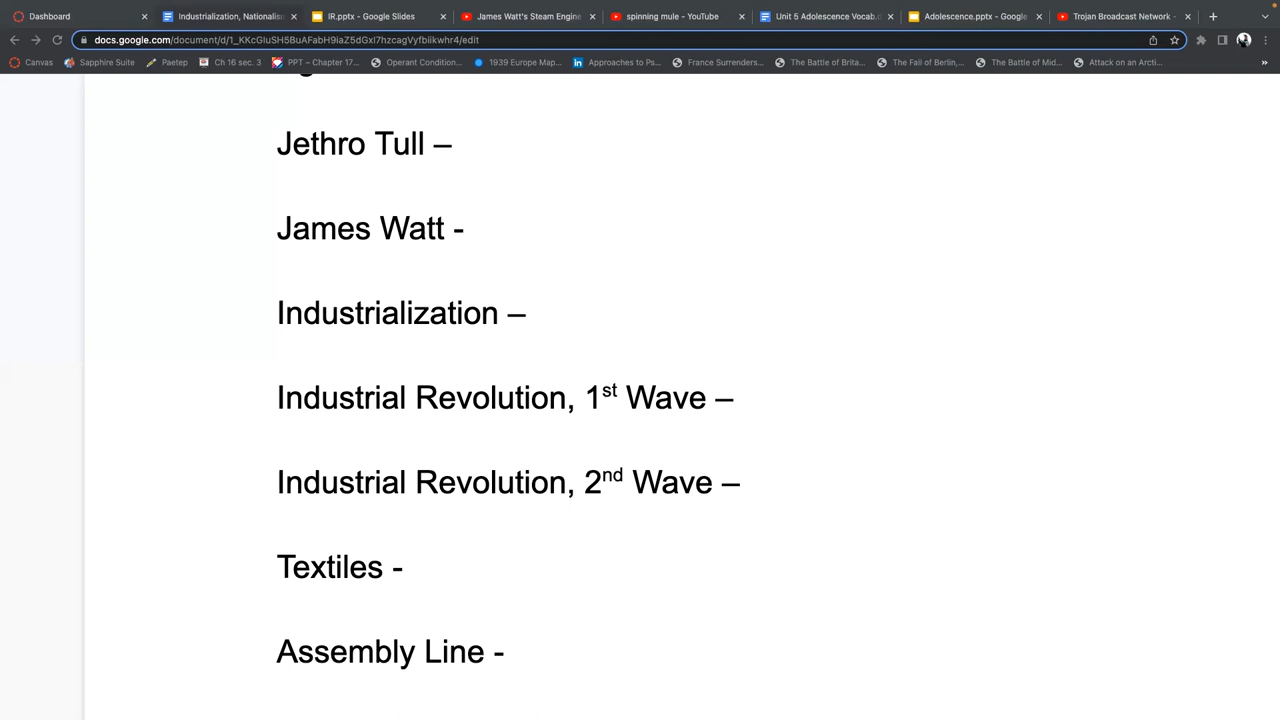 Dashboard
Industrialization, Nationalism
IR.pptx - Google Slides
James Watt's Steam Engine
spinning mule - YouTube
Unit 5 Adolescence Vocab.d
Adolescence.pptx - Google
Trojan Broadcast Network -
docs.google.com/document/d/1_KKcGIuSH5BuAFabH9iaZ5dGxI7hzcagVyfbiikwhr4/edit
Canvas
Sapphire Suite
Paetep
Ch 16 sec. 3
PPT – Chapter 17...
Operant Condition...
1939 Europe Map...
Approaches to Ps...
France Surrenders...
The Battle of Brita...
The Fall of Berlin,...
The Battle of Mid...
Attack on an Arcti...
Jethro Tull –
James Watt -
Industrialization –
Industrial Revolution, 1st Wave –
Industrial Revolution, 2nd Wave –
Textiles -
Assembly Line -